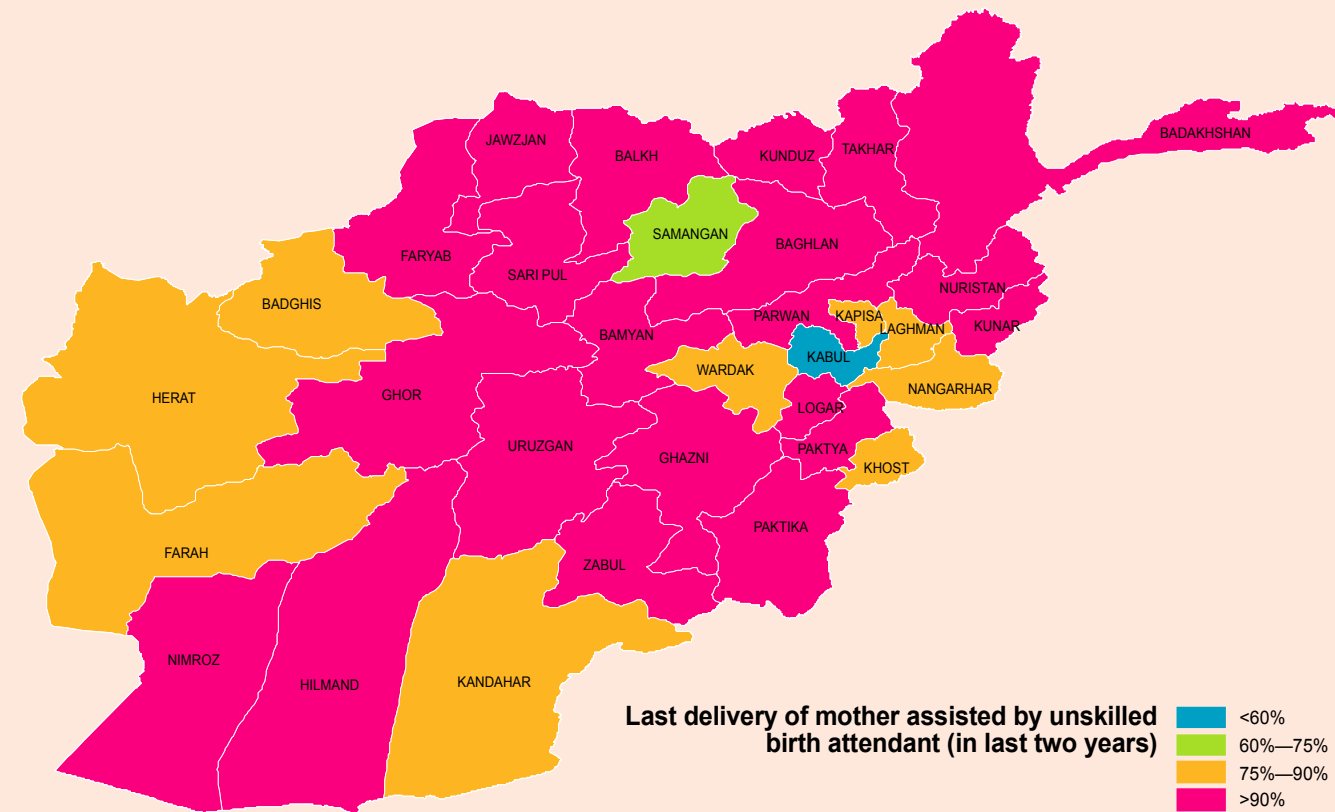 BADAKHSHAN
JAWZJAN
BALKH
KUNDUZ
TAKHAR
SAMANGAN
BAGHLAN
FARYAB
SARI PUL
NURISTAN
BADGHIS
PARWAN
KAPISA
LAGHMAN
KUNAR
BAMYAN
KABUL
WARDAK
NANGARHAR
HERAT
GHOR
LOGAR
URUZGAN
GHAZNI
PAKTYA
KHOST
PAKTIKA
FARAH
ZABUL
NIMROZ
HILMAND
KANDAHAR
Last delivery of mother assisted by unskilled
birth attendant (in last two years)
<60%
60%—75%
75%—90%
>90%